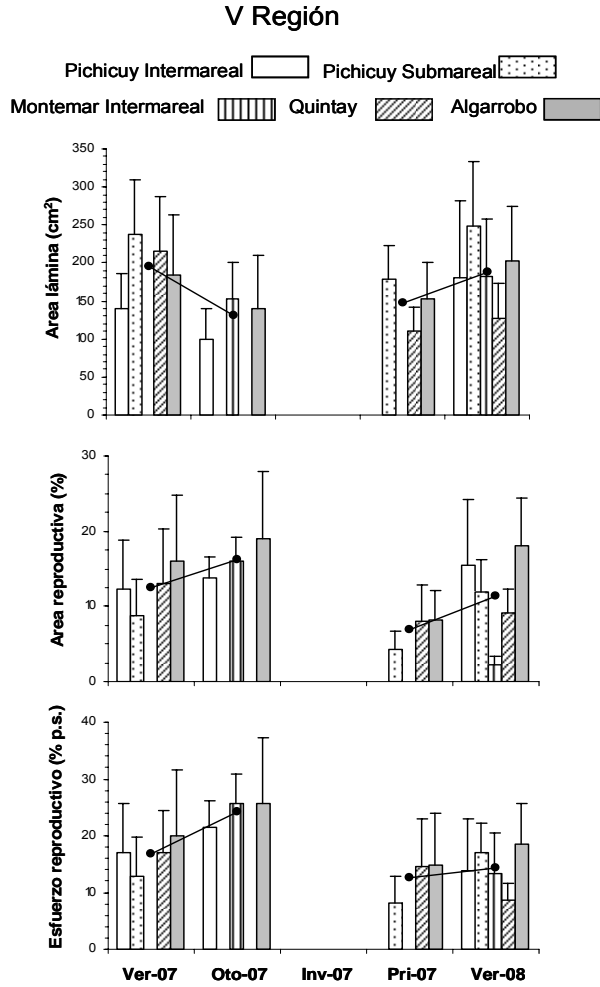 V Región
Pichicuy Intermareal Pichicuy Submareal
Montemar Intermareal Quintay Algarrobo
Area lámina (cm²)
350
300
250
200
150
100
50
0
Area reproductiva (%)
30
20
10
0
Esfuerzo reproductivo (% p.s.)
40
30
20
10
0
Ver-07 Oto-07 Inv-07 Pri-07 Ver-08